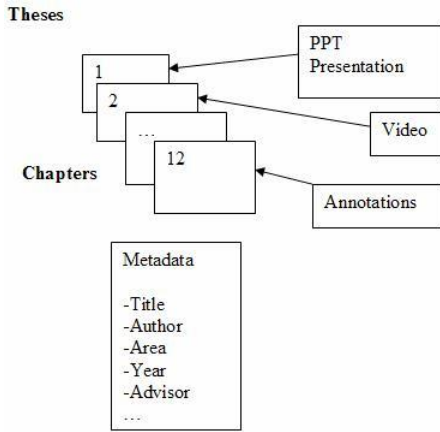 Theses
PPT
Presentation
1
2
Video
...
12
Chapters
Annotations
Metadata
-Title
-Author
-Area
-Year
-Advisor
...